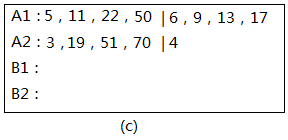 A1 : 5 , 11 , 22 , 50 | 6 , 9 , 13 , 17
A2 : 3 , 19 , 51 , 70 | 4
B1 :
B2 :
(c)